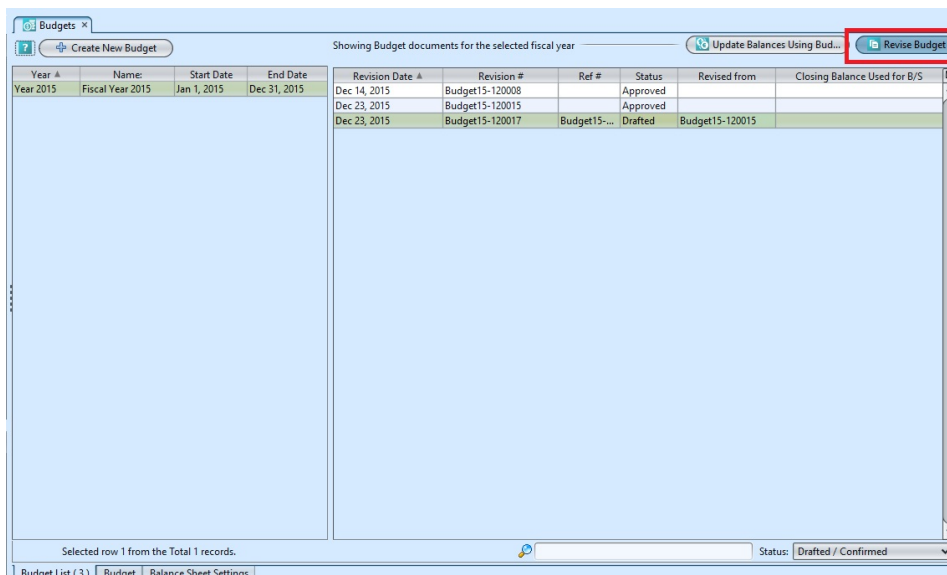 Budgets ×
? Create New Budget
Showing Budget documents for the selected fiscal year
Update Balances Using Bud...
Revise Budget
Year Name: Start Date End Date
Year 2015 Fiscal Year 2015 Jan 1, 2015 Dec 31, 2015
Revision Date Revision # Ref # Status Revised from Closing Balance Used for B/S
Dec 14, 2015 Budget15-120008 Approved
Dec 23, 2015 Budget15-120015 Approved
Dec 23, 2015 Budget15-120017 Budget15-... Drafted Budget15-120015
Selected row 1 from the Total 1 records.
Status: Drafted / Confirmed
Budget List ( 3 ) Budget Balance Sheet Settings